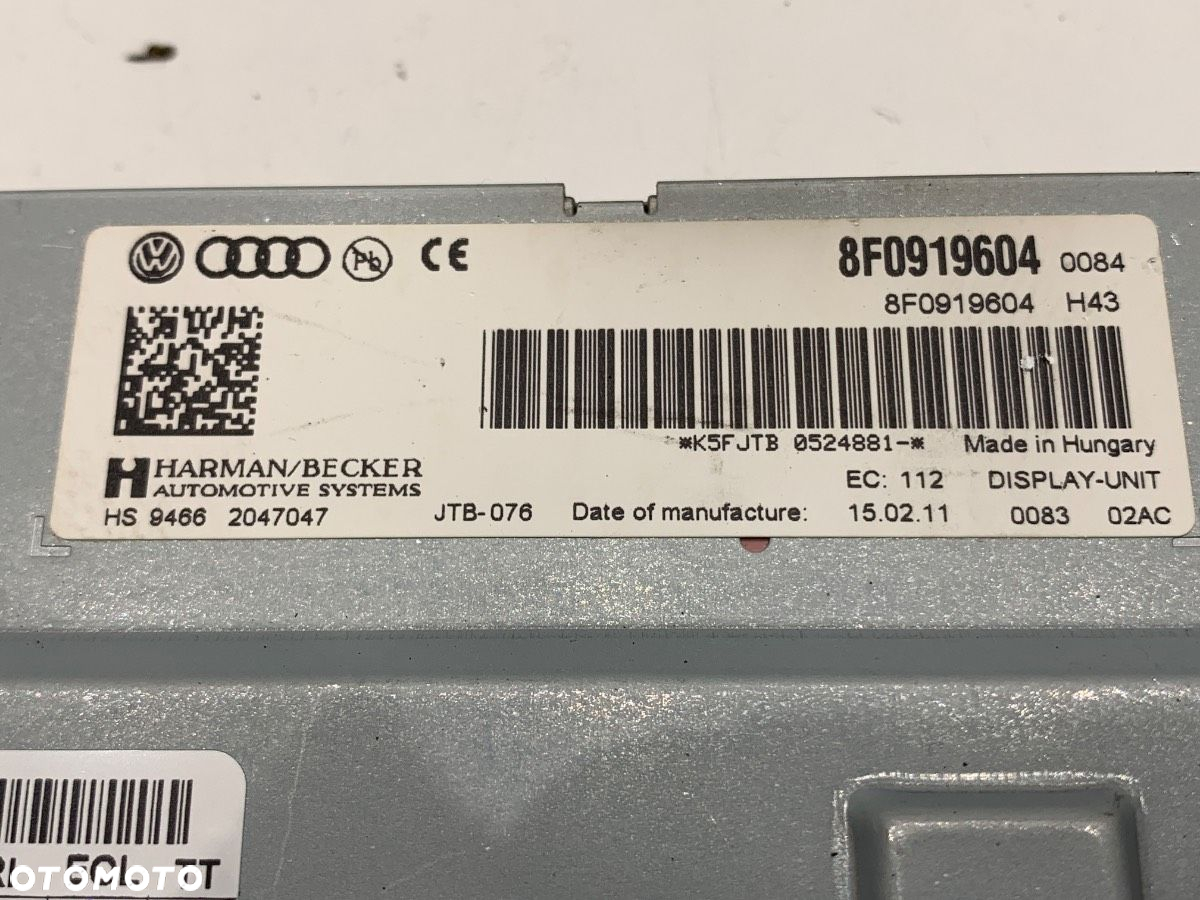 8F0919604 0084
8F0919604 H43
*K5FJTB 0524881-* Made in Hungary
HARMAN/BECKER
AUTOMOTIVE SYSTEMS
EC: 112 DISPLAY-UNIT
HS 9466 2047047 JTB-076 Date of manufacture: 15.02.11 0083 02AC
OTOMOTO